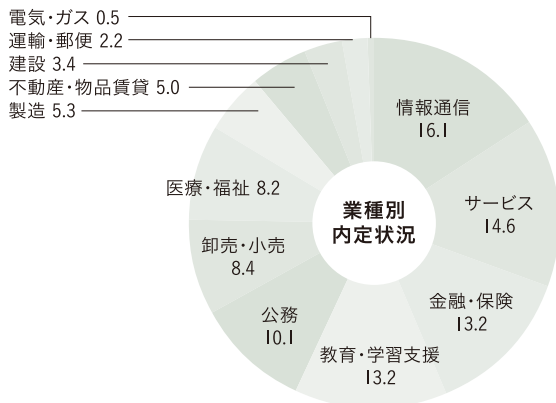 電気・ガス 0.5
運輸・郵便 2.2
建設 3.4
不動産・物品賃貸 5.0
製造 5.3
情報通信
16.1
サービス
14.6
金融・保険
13.2
教育・学習支援
13.2
公務
10.1
卸売・小売
8.4
医療・福祉 8.2
業種別
内定状況